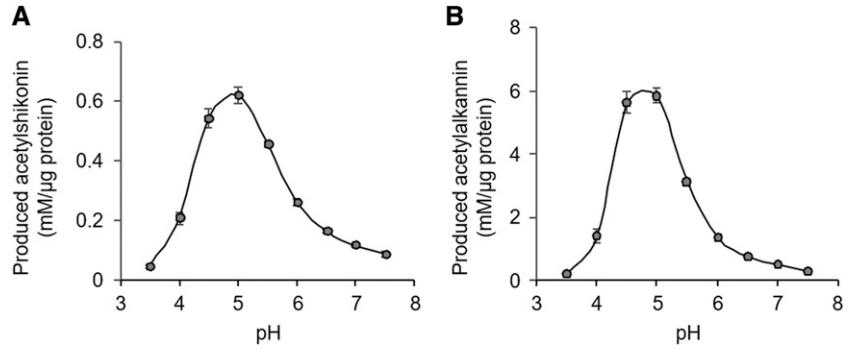 A
Produced acetylshikonin
(mM/µg protein)
0.8
0.6
0.4
0.2
0
3 4 5 6 7 8
pH
B
Produced acetylalkannin
(mM/µg protein)
8
6
4
2
0
3 4 5 6 7 8
pH